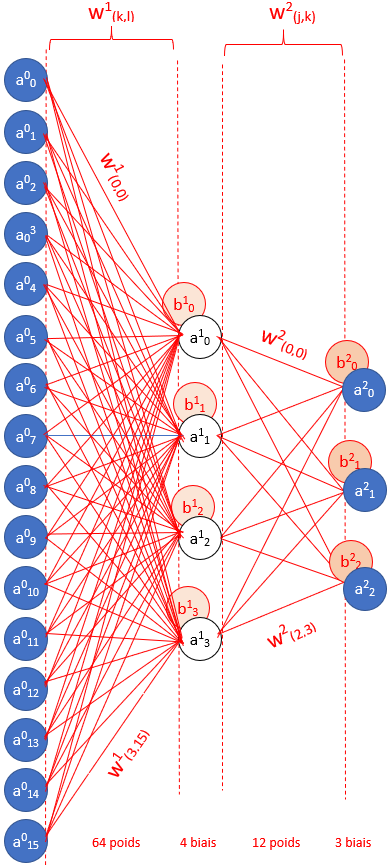 W¹(k,l) W²(j,k)
a⁰₀
a⁰₁
W¹(0,0)
a⁰₂
a₀³
a⁰₄
b¹₀
a⁰₅ a¹₀ W²(0,0)
b²₀
a⁰₆ a²₀
b¹₁
a⁰₇ a¹₁
b²₁
a⁰₈ a²₁
b¹₂
a⁰₉ a¹₂
b²₂
a⁰₁₀ a²₂
b¹₃
a⁰₁₁ a¹₃ W²(2,3)
a⁰₁₂
a⁰₁₃
W¹(3,15)
a⁰₁₄
a⁰₁₅ 64 poids 4 biais 12 poids 3 biais